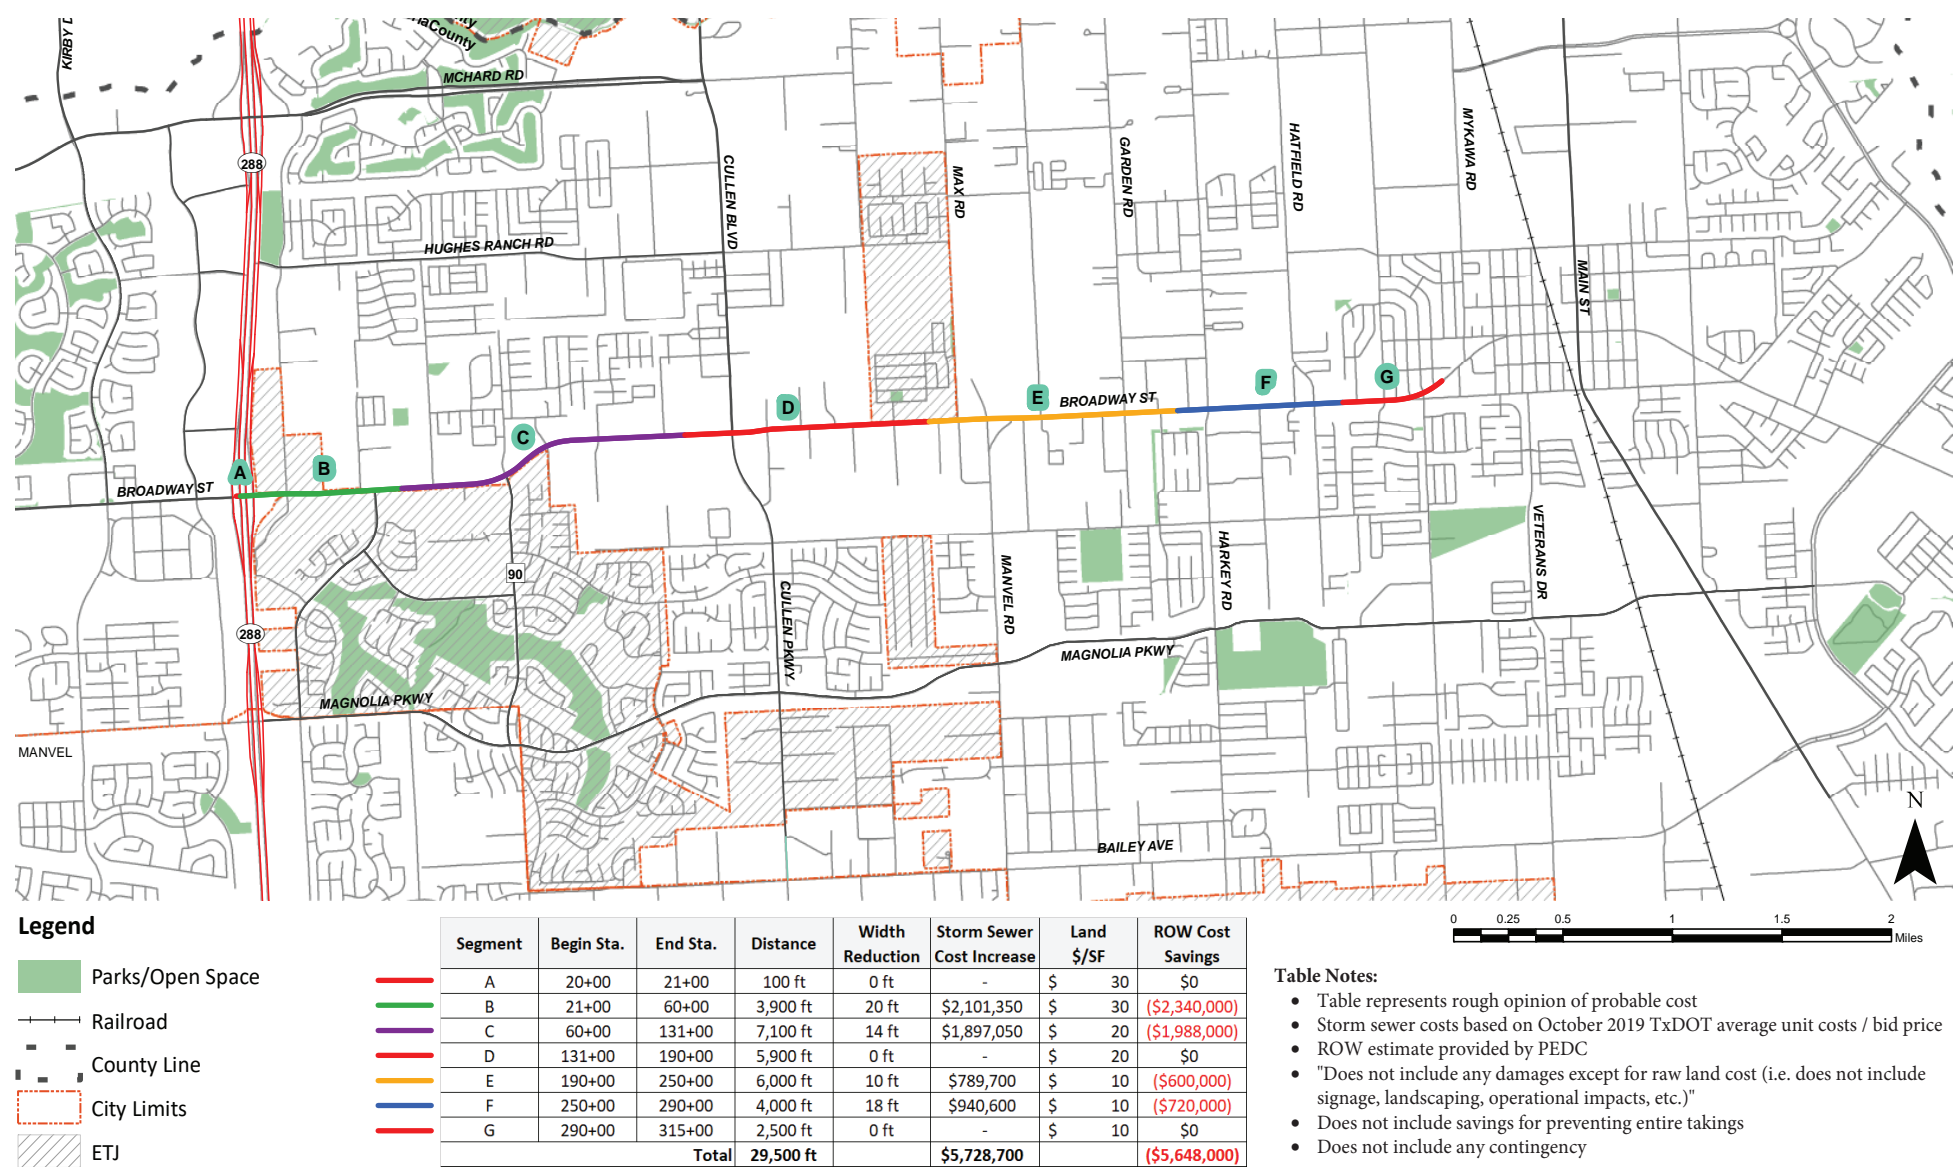 KIRBY
County
riaCounty
MCHARD RD
288
CULLEN BLVD
MAX RD
GARDEN RD
HATFIELD RD
MYKAWA RD
HUGHES RANCH RD
MAIN ST
G
F
E
BROADWAY ST
D
C
B
A
BROADWAY ST
90
288
CULLEN PKWY
MANVEL RD
HARKEY RD
VETERANS DR
MAGNOLIA PKWY
MAGNOLIA PKWY
MANVEL
BAILEY AVE
N
Legend
Parks/Open Space
Railroad
County Line
City Limits
ETJ
Segment Begin Sta. End Sta. Distance Width Reduction Storm Sewer Cost Increase Land $/SF ROW Cost Savings
A 20+00 21+00 100 ft 0 ft - $ 30 $0
B 21+00 60+00 3,900 ft 20 ft $2,101,350 $ 30 ($2,340,000)
C 60+00 131+00 7,100 ft 14 ft $1,897,050 $ 20 ($1,988,000)
D 131+00 190+00 5,900 ft 0 ft - $ 20 $0
E 190+00 250+00 6,000 ft 10 ft $789,700 $ 10 ($600,000)
F 250+00 290+00 4,000 ft 18 ft $940,600 $ 10 ($720,000)
G 290+00 315+00 2,500 ft 0 ft - $ 10 $0
Total 29,500 ft $5,728,700 ($5,648,000)
0 0.25 0.5 1 1.5 2
Miles
Table Notes:
• Table represents rough opinion of probable cost
• Storm sewer costs based on October 2019 TxDOT average unit costs / bid price
• ROW estimate provided by PEDC
• "Does not include any damages except for raw land cost (i.e. does not include
signage, landscaping, operational impacts, etc.)"
• Does not include savings for preventing entire takings
• Does not include any contingency